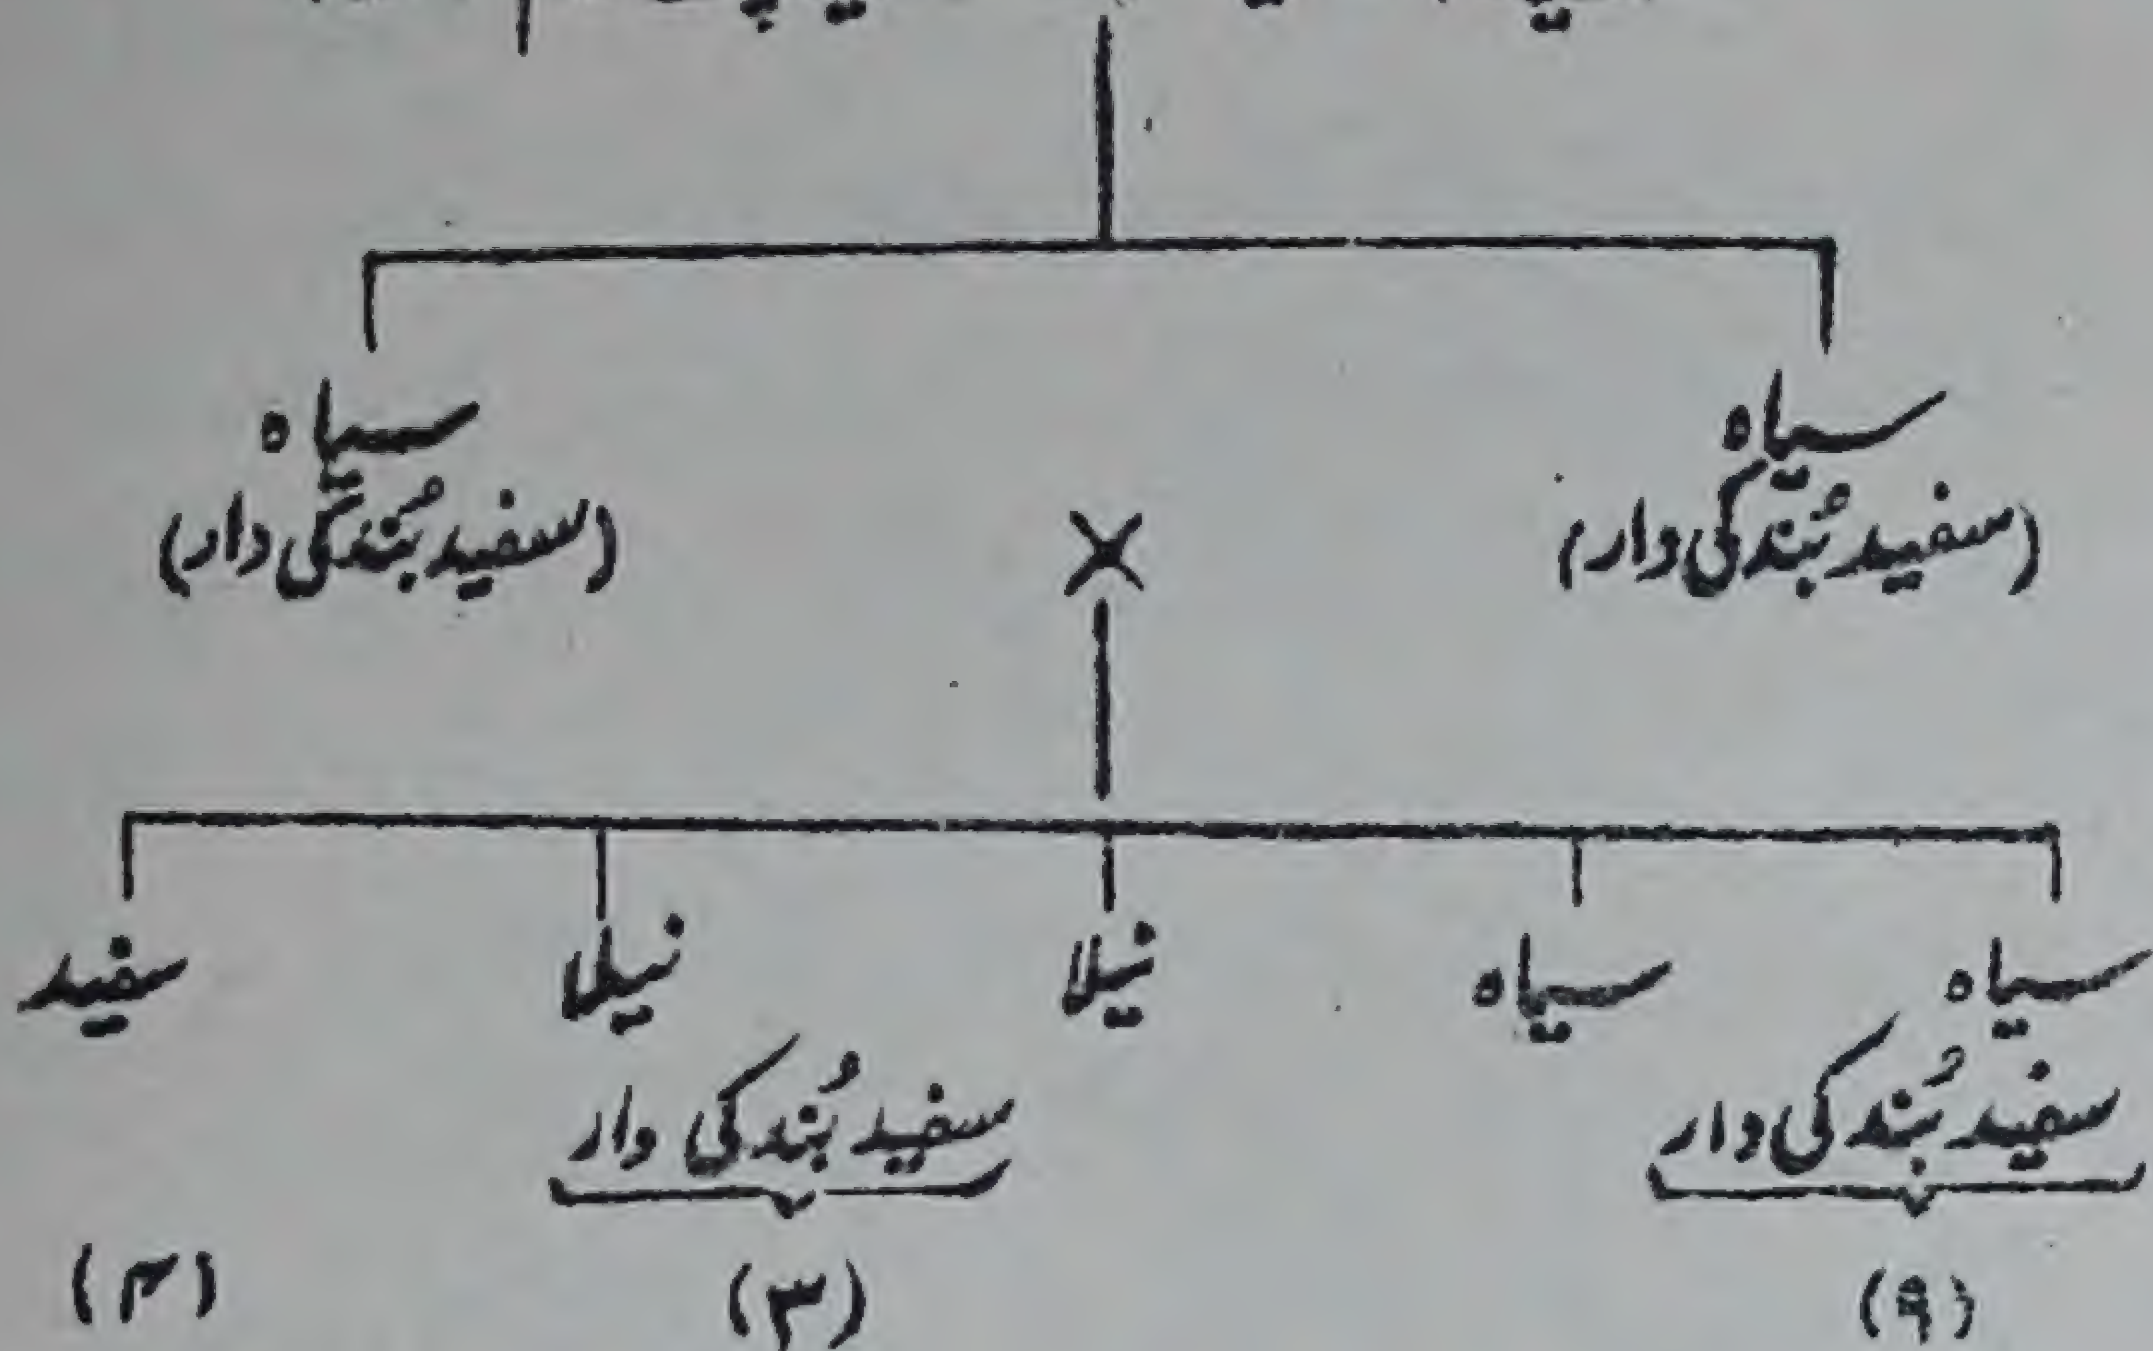 سیاہ سیاہ
(سفید بُندکی دار) × (سفید بُندکی دار)
سیاہ سیاہ نیلا نیلا سفید
سفید بُندکی دار سفید بُندکی دار
(۹) (۳) (۴)